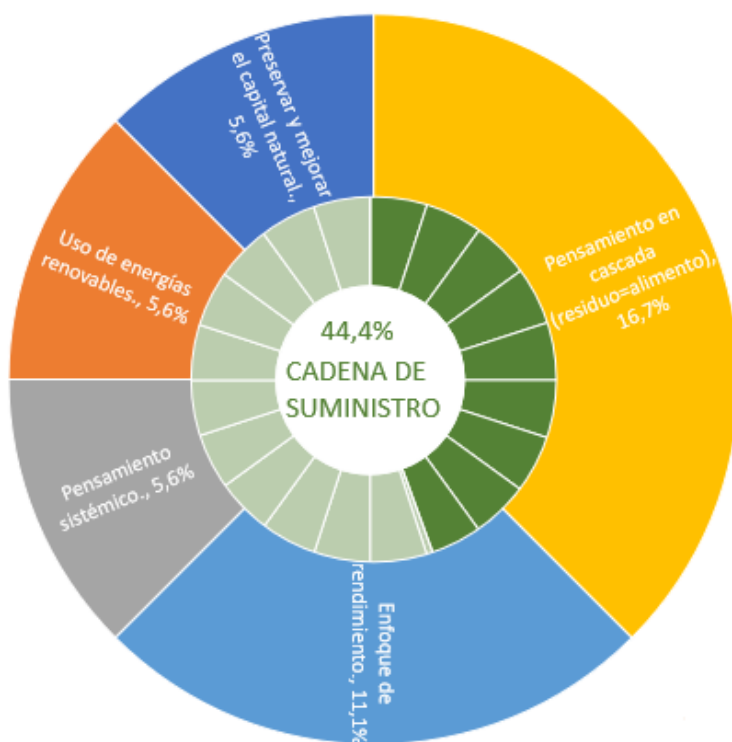 Preservar y mejorar
el capital natural.,
5,6%
Pensamiento en
cascada
(residuo=alimento),
16,7%
Uso de energías
renovables., 5,6%
44,4%
CADENA DE
SUMINISTRO
Pensamiento
sistémico., 5,6%
Enfoque de
rendimiento., 11,1%